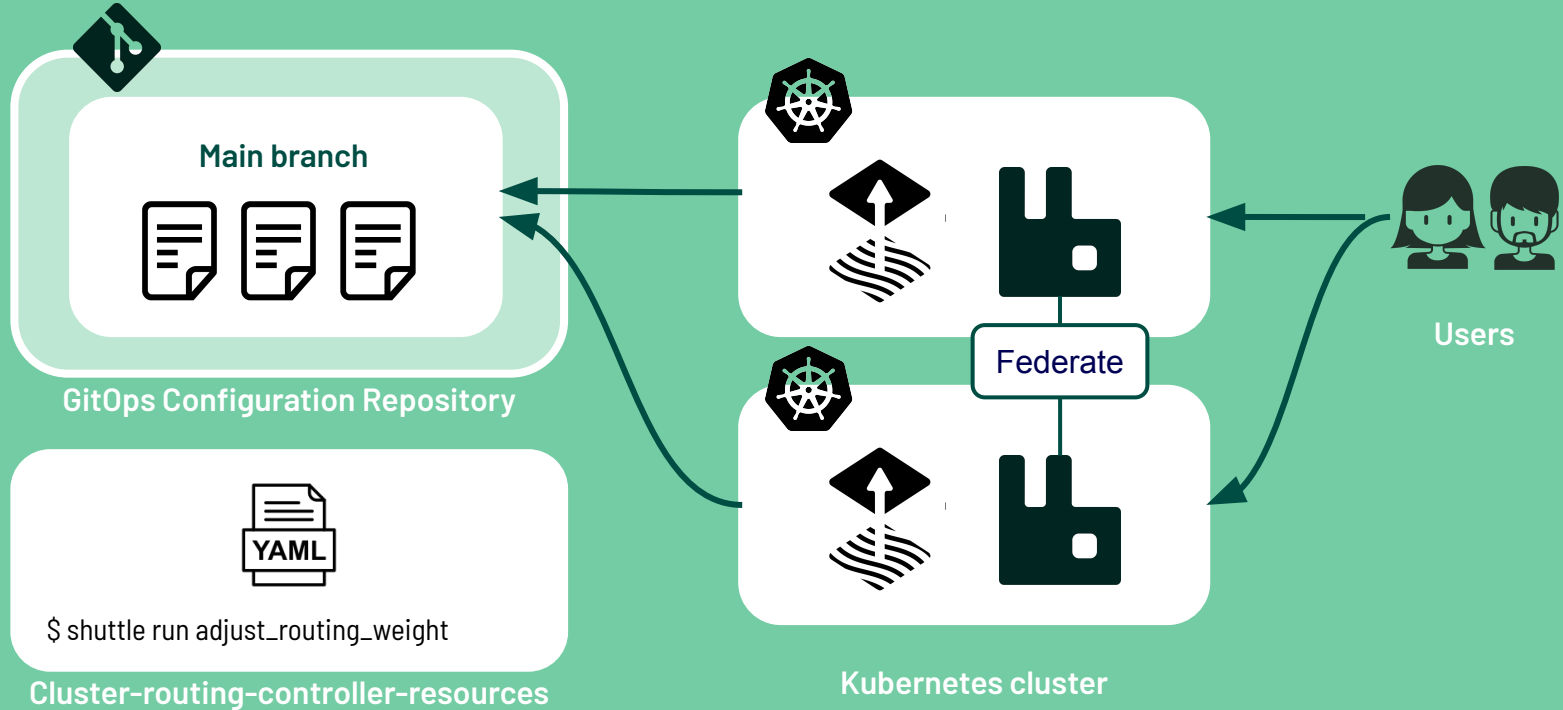 Main branch
GitOps Configuration Repository
YAML
$ shuttle run adjust_routing_weight
Cluster-routing-controller-resources
Federate
Kubernetes cluster
Users